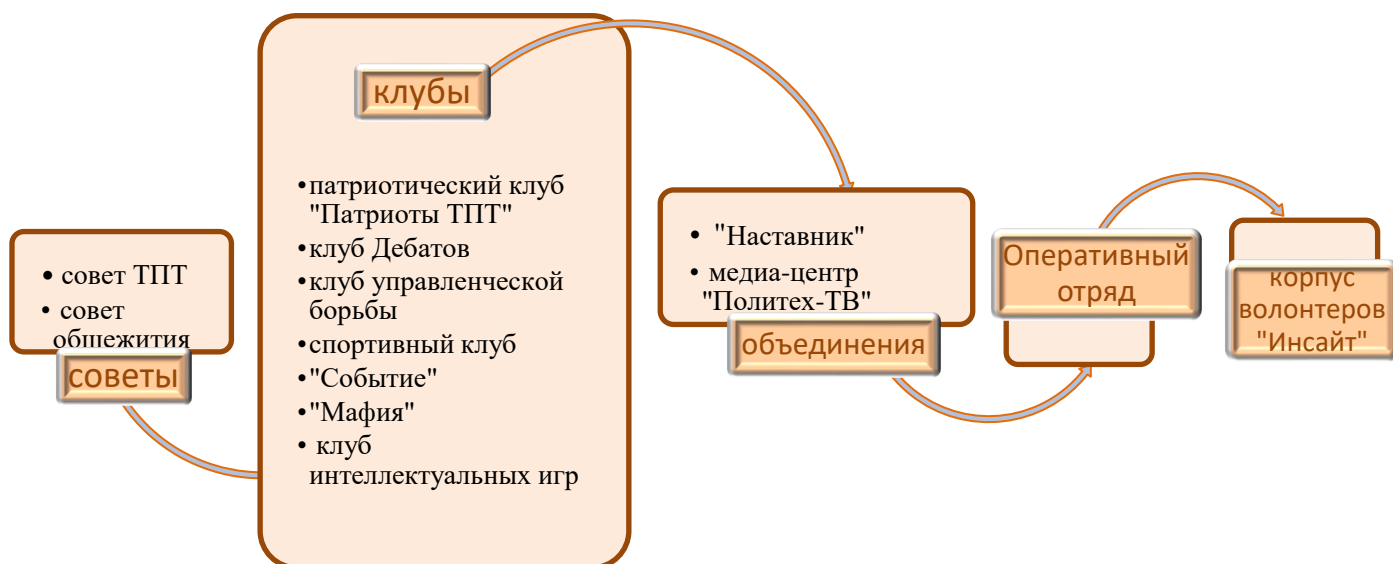 • совет ТПТ
• совет
общежития
советы
клубы
•патриотический клуб
"Патриоты ТПТ"
•клуб Дебатов
•клуб управленческой
борьбы
•спортивный клуб
•"Событие"
•"Мафия"
• клуб
интеллектуальных игр
• "Наставник"
• медиа-центр
"Политех-ТВ"
объединения
Оперативный
отряд
корпус
волонтеров
"Инсайт"